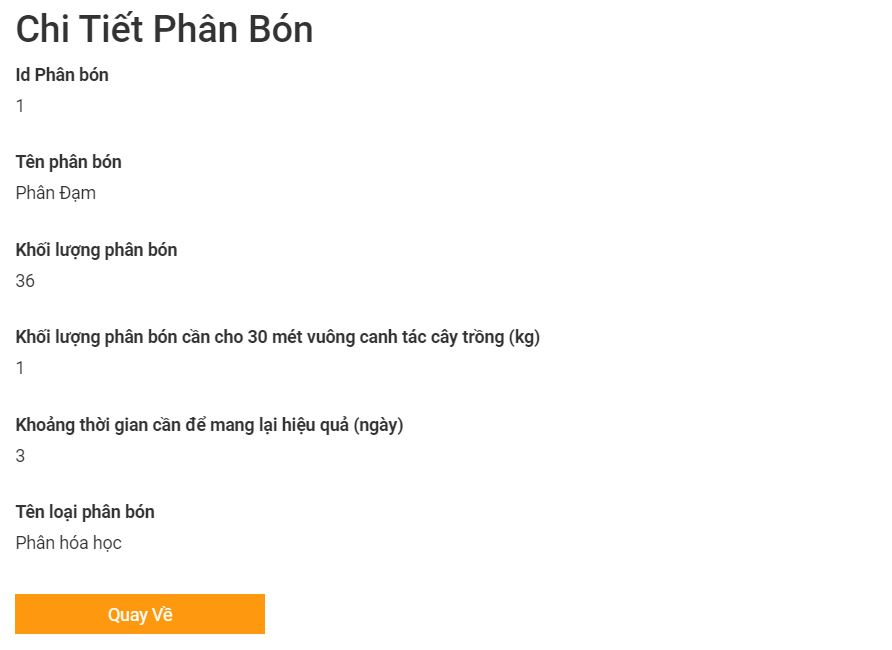 Chi Tiết Phân Bón
Id Phân bón
1
Tên phân bón
Phân Đạm
Khối lượng phân bón
36
Khối lượng phân bón cần cho 30 mét vuông canh tác cây trồng (kg)
1
Khoảng thời gian cần để mang lại hiệu quả (ngày)
3
Tên loại phân bón
Phân hóa học
Quay Về